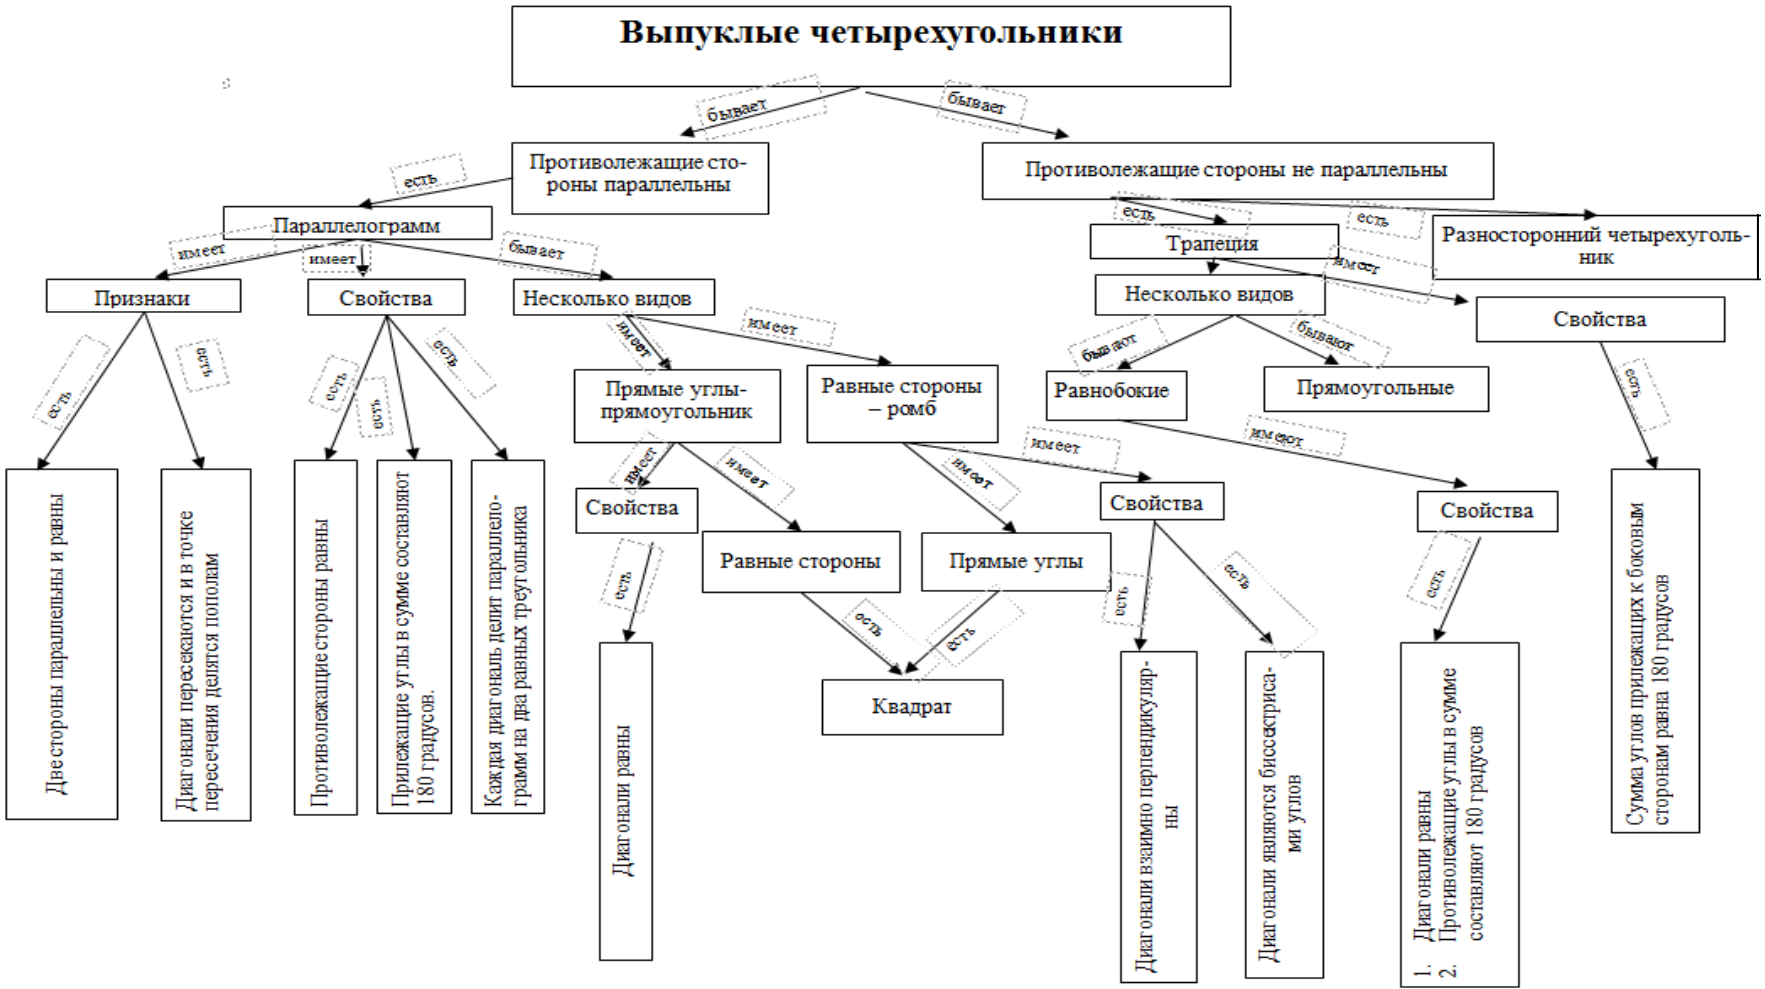 Выпуклые четырехугольники
бывает
бывает
Противолежащие сто-
роны параллельны
Противолежащие стороны не параллельны
есть
есть
есть
Параллелограмм
Трапеция
Разносторонний четырехуголь-
ник
имеет
имеет
бывает
имеет
Признаки
Свойства
Несколько видов
Несколько видов
Свойства
имеет
имеет
бывают
бывают
есть
есть
есть
есть
есть
есть
Прямые углы-
прямоугольник
Равные стороны
– ромб
Равнобокие
Прямоугольные
имеет
имеет
имеет
имеет
имеют
Свойства
Свойства
Свойства
Равные стороны
Прямые углы
есть
есть
есть
есть
есть
есть
Квадрат
Две стороны параллельны и равны
Диагонали пересекаются и в точке
пересечения делятся пополам
Противолежащие стороны равны
Прилежащие углы в сумме составляют
180 градусов.
Каждая диагональ делит параллело-
грамм на два равных треугольника
Диагонали равны
Диагонали взаимно перпендикуляр-
ны
Диагонали являются биссектриса-
ми углов
1. Диагонали равны
2. Противолежащие углы в сумме
составляют 180 градусов
Сумма углов прилежащих к боковым
сторонам равна 180 градусов